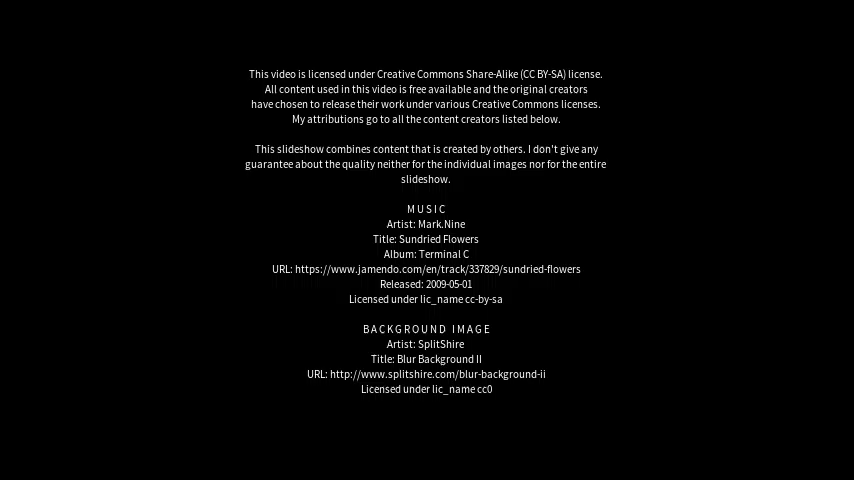 This video is licensed under Creative Commons Share-Alike (CC BY-SA) license.
All content used in this video is free available and the original creators
have chosen to release their work under various Creative Commons licenses.
My attributions go to all the content creators listed below.
This slideshow combines content that is created by others. I don't give any
guarantee about the quality neither for the individual images nor for the entire
slideshow.
MUSIC
Artist: Mark.Nine
Title: Sundried Flowers
Album: Terminal C
URL: https://www.jamendo.com/en/track/337829/sundried-flowers
Released: 2009-05-01
Licensed under lic_name cc-by-sa
BACKGROUND IMAGE
Artist: SplitShire
Title: Blur Background II
URL: http://www.splitshire.com/blur-background-ii
Licensed under lic_name cc0